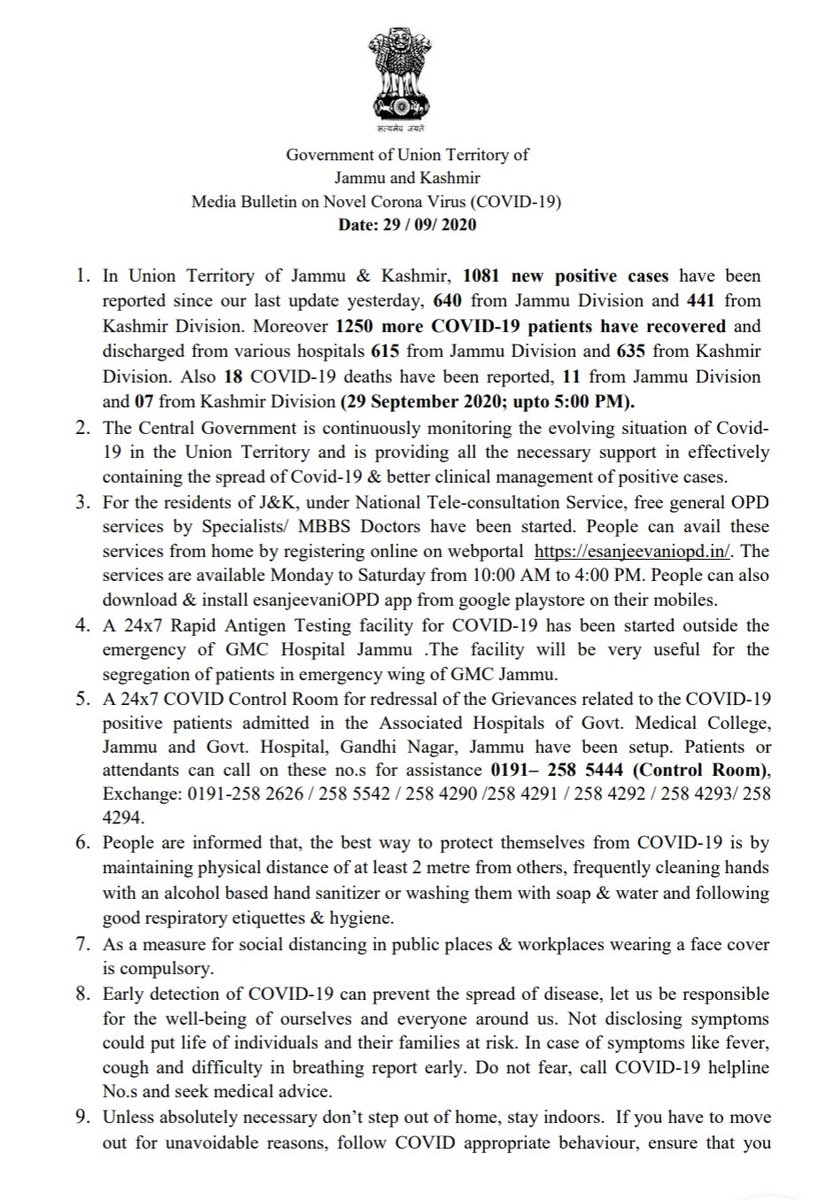 सत्यमेव जयते
Government of Union Territory of
Jammu and Kashmir
Media Bulletin on Novel Corona Virus (COVID-19)
Date: 29 / 09/ 2020
1. In Union Territory of Jammu & Kashmir, 1081 new positive cases have been
reported since our last update yesterday, 640 from Jammu Division and 441 from
Kashmir Division. Moreover 1250 more COVID-19 patients have recovered and
discharged from various hospitals 615 from Jammu Division and 635 from Kashmir
Division. Also 18 COVID-19 deaths have been reported, 11 from Jammu Division
and 07 from Kashmir Division (29 September 2020; upto 5:00 PM).
2. The Central Government is continuously monitoring the evolving situation of Covid-
19 in the Union Territory and is providing all the necessary support in effectively
containing the spread of Covid-19 & better clinical management of positive cases.
3. For the residents of J&K, under National Tele-consultation Service, free general OPD
services by Specialists/ MBBS Doctors have been started. People can avail these
services from home by registering online on webportal https://esanjeevaniopd.in/. The
services are available Monday to Saturday from 10:00 AM to 4:00 PM. People can also
download & install esanjeevaniOPD app from google playstore on their mobiles.
4. A 24x7 Rapid Antigen Testing facility for COVID-19 has been started outside the
emergency of GMC Hospital Jammu .The facility will be very useful for the
segregation of patients in emergency wing of GMC Jammu.
5. A 24x7 COVID Control Room for redressal of the Grievances related to the COVID-19
positive patients admitted in the Associated Hospitals of Govt. Medical College,
Jammu and Govt. Hospital, Gandhi Nagar, Jammu have been setup. Patients or
attendants can call on these no.s for assistance 0191– 258 5444 (Control Room),
Exchange: 0191-258 2626 / 258 5542 / 258 4290 /258 4291 / 258 4292 / 258 4293/ 258
4294.
6. People are informed that, the best way to protect themselves from COVID-19 is by
maintaining physical distance of at least 2 metre from others, frequently cleaning hands
with an alcohol based hand sanitizer or washing them with soap & water and following
good respiratory etiquettes & hygiene.
7. As a measure for social distancing in public places & workplaces wearing a face cover
is compulsory.
8. Early detection of COVID-19 can prevent the spread of disease, let us be responsible
for the well-being of ourselves and everyone around us. Not disclosing symptoms
could put life of individuals and their families at risk. In case of symptoms like fever,
cough and difficulty in breathing report early. Do not fear, call COVID-19 helpline
No.s and seek medical advice.
9. Unless absolutely necessary don’t step out of home, stay indoors. If you have to move
out for unavoidable reasons, follow COVID appropriate behaviour, ensure that you